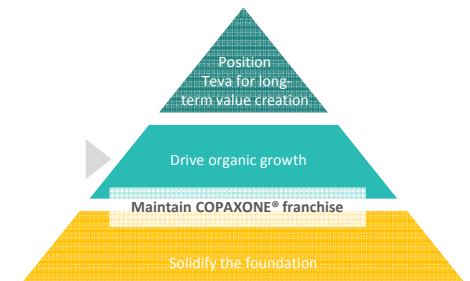 Position
Teva for long-
term value creation
Drive organic growth
Maintain COPAXONE® franchise
Solidify the foundation